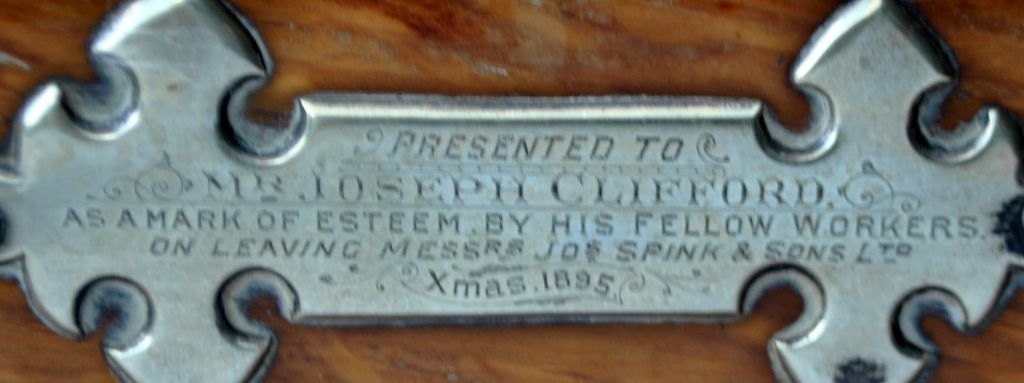 PRESENTED TO
MR. JOSEPH CLIFFORD.
AS A MARK OF ESTEEM. BY HIS FELLOW WORKERS.
ON LEAVING MESSRS JOS SPINK & SONS LTD
Xmas. 1895.